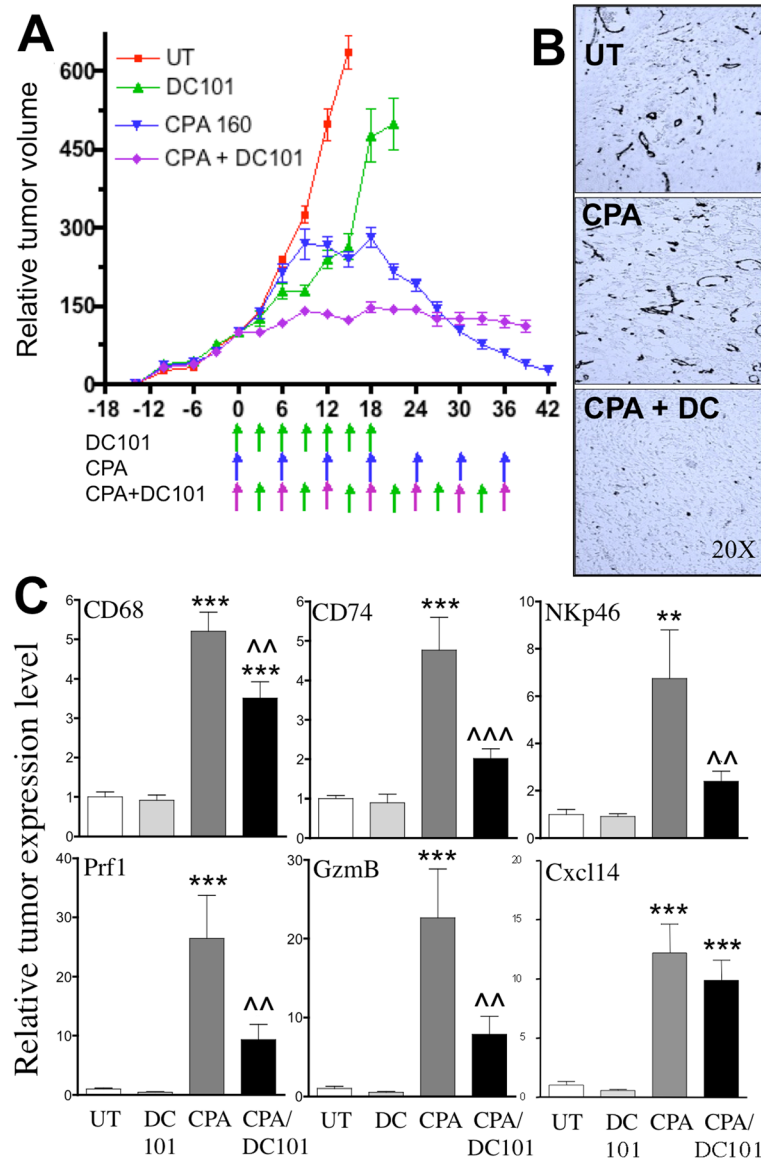 A
UT
DC101
CPA 160
CPA + DC101
Relative tumor volume
600
450
300
150
0
-18 -12 -6 0 6 12 18 24 30 36 42
DC101
CPA
CPA+DC101
B
UT
CPA
CPA + DC
20X
C
Relative tumor expression level
CD68
***
^^
***
6
5
4
3
2
1
0
CD74
***
^^^
6
5
4
3
2
1
0
NKp46
**
^^
10
8
6
4
2
0
Prf1
***
^^
40
30
20
10
0
GzmB
***
^^
30
20
10
0
Cxcl14
***
***
20
15
10
5
0
UT DC 101 CPA CPA/ DC101
UT DC 101 CPA CPA/ DC101
UT DC 101 CPA CPA/ DC101